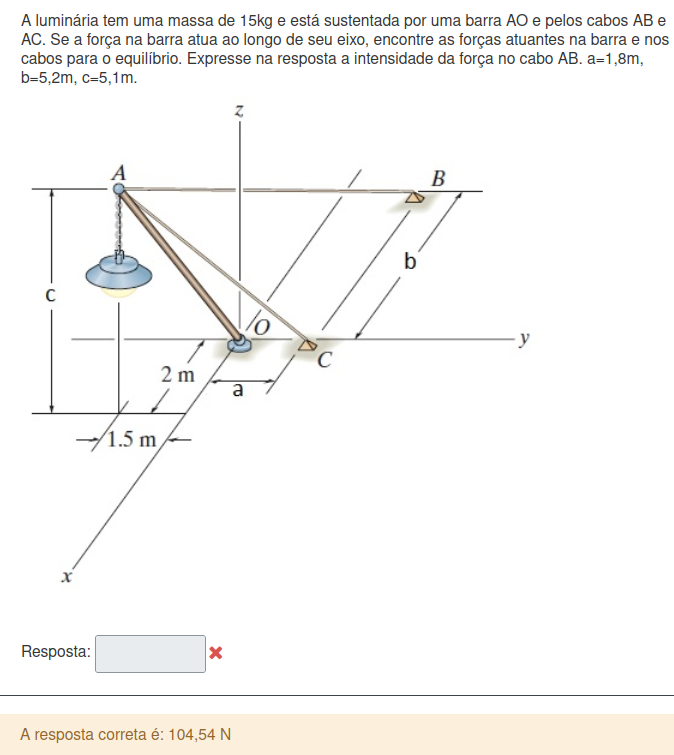 A luminária tem uma massa de 15kg e está sustentada por uma barra AO e pelos cabos AB e
AC. Se a força na barra atua ao longo de seu eixo, encontre as forças atuantes na barra e nos
cabos para o equilíbrio. Expresse na resposta a intensidade da força no cabo AB. a=1,8m,
b=5,2m, c=5,1m.
z
A
B
b
c
O
y
C
2 m
a
1.5 m
x
Resposta:
A resposta correta é: 104,54 N